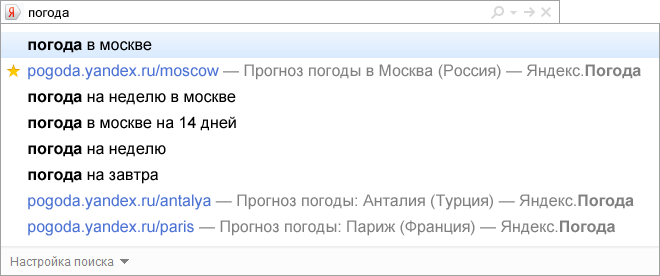 Я погода
погода в москве
pogoda.yandex.ru/moscow — Прогноз погоды в Москва (Россия) — Яндекс.Погода
погода на неделю в москве
погода в москве на 14 дней
погода на неделю
погода на завтра
pogoda.yandex.ru/antalya — Прогноз погоды: Анталия (Турция) — Яндекс.Погода
pogoda.yandex.ru/paris — Прогноз погоды: Париж (Франция) — Яндекс.Погода
Настройка поиска